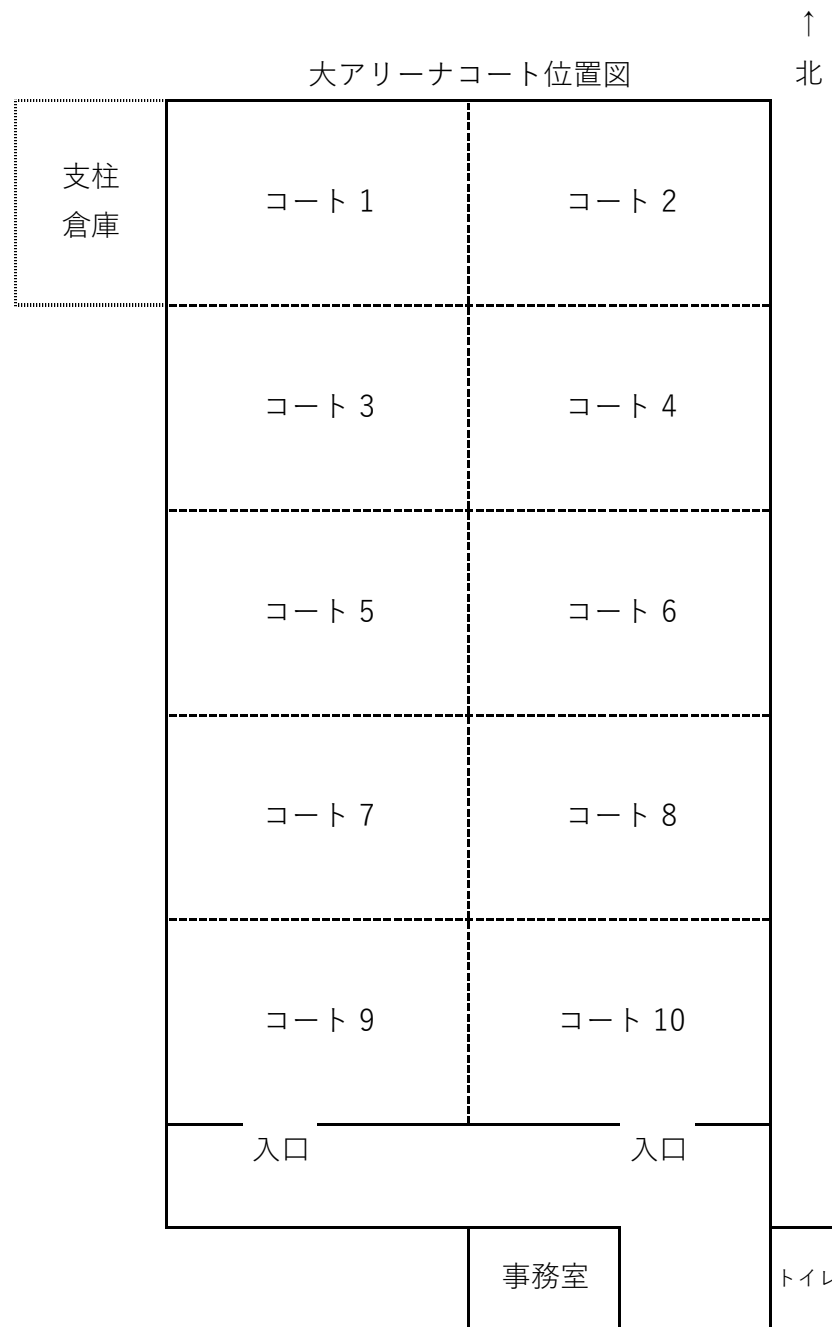 ↑
大アリーナコート位置図
北
支柱
倉庫
コート 1
コート 2
コート 3
コート 4
コート 5
コート 6
コート 7
コート 8
コート 9
コート 10
入口
入口
事務室
トイレ